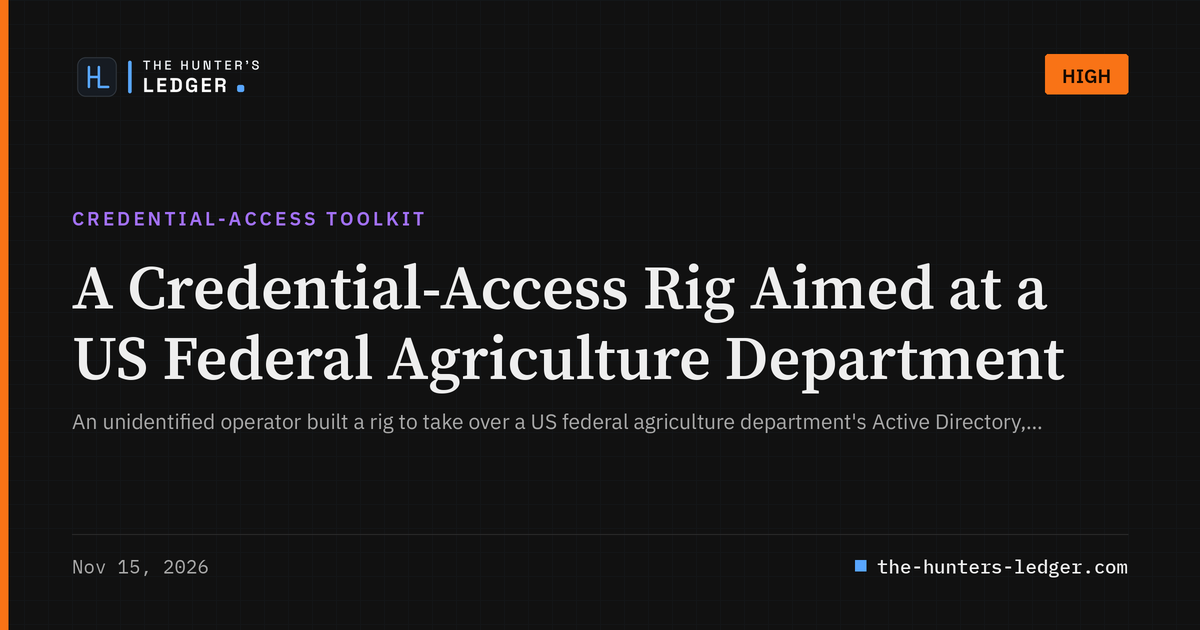 HL
THE HUNTER'S
LEDGER
HIGH
CREDENTIAL-ACCESS TOOLKIT
A Credential-Access Rig Aimed at a
US Federal Agriculture Department
An unidentified operator built a rig to take over a US federal agriculture department's Active Directory,...
Nov 15, 2026
the-hunters-ledger.com